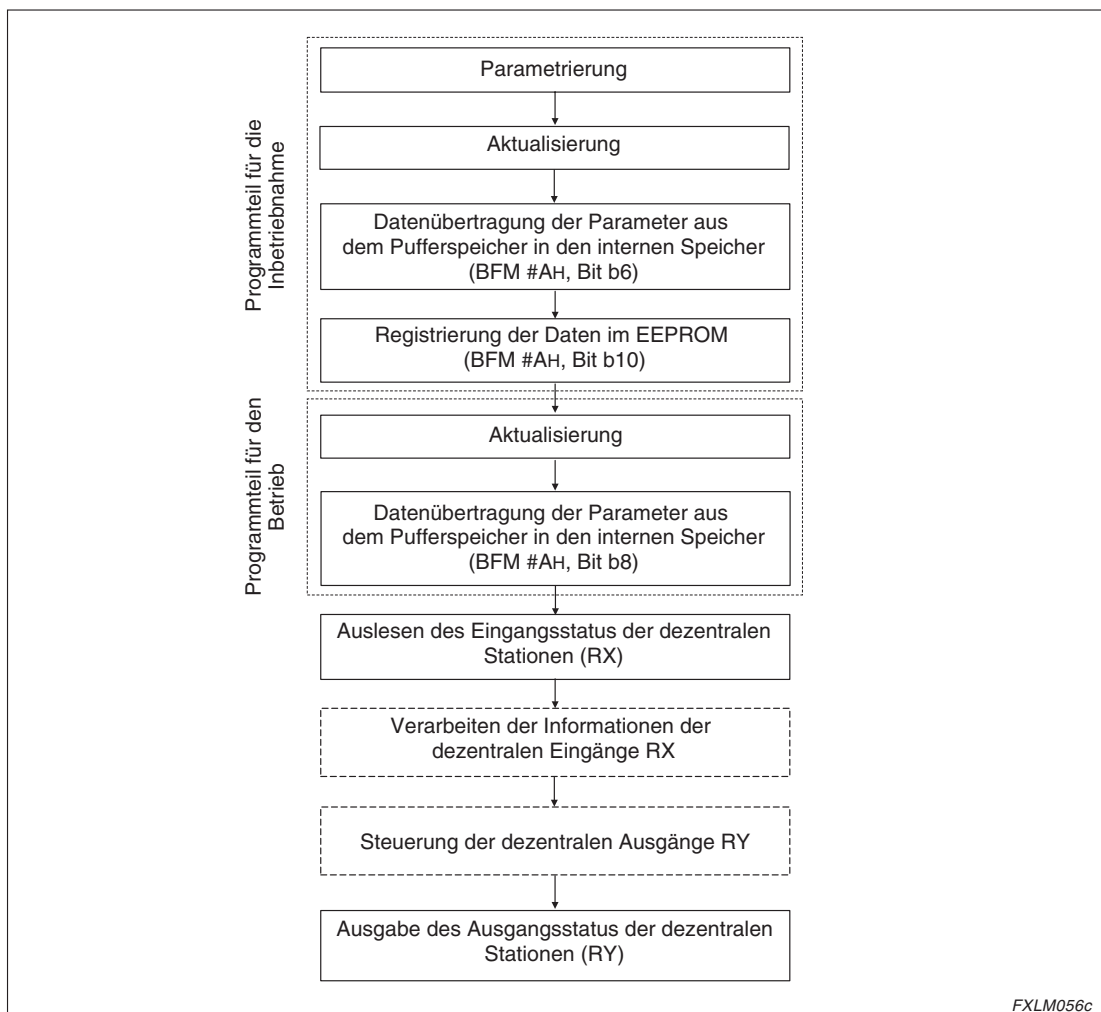 Programmteil für die
Inbetriebnahme
Parametrierung
Aktualisierung
Datenübertragung der Parameter aus
dem Pufferspeicher in den internen Speicher
(BFM #AH, Bit b6)
Registrierung der Daten im EEPROM
(BFM #AH, Bit b10)
Programmteil für den
Betrieb
Aktualisierung
Datenübertragung der Parameter aus
dem Pufferspeicher in den internen Speicher
(BFM #AH, Bit b8)
Auslesen des Eingangsstatus der dezentralen
Stationen (RX)
Verarbeiten der Informationen der
dezentralen Eingänge RX
Steuerung der dezentralen Ausgänge RY
Ausgabe des Ausgangsstatus der dezentralen
Stationen (RY)
FXLM056c